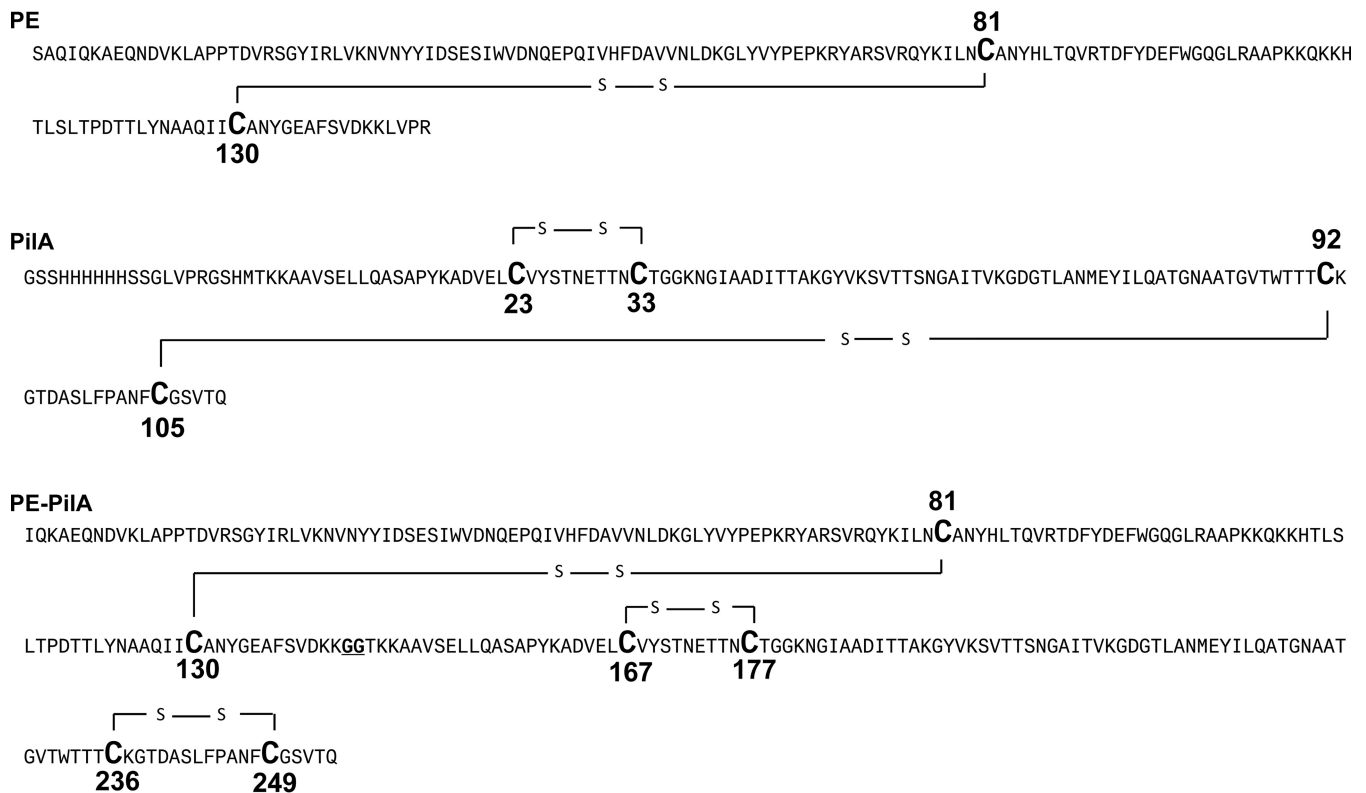 PE
81
SAQIQKAEQNDVKLAPPTDVRSGYIRLVKNVNYYIDSESIWVDNQEPQIVHFDAVVNLDKGLYVYPEPKRYARSVRQYKILNCANYHLTQVRTDFYDEFWGQGLRAAPKKQKKH
S S
TLSLTPDTTLYNAAQIICANYGEAFSVDKKLVPR
130
S S
PilA
92
GSSHHHHHHSSGLVPRGSHMTKKAAVSELLQASAPYKADVELCVYSTNETTNCTGGKNGIAADITTAKGYVKSVTTSNGAITVKGDGTLANMEYILQATGNAATGVTWTTTCK
23 33
S S
GTDASLFPANFCGSVTQ
105
PE-PilA
81
IQKAEQNDVKLAPPTDVRSGYIRLVKNVNYYIDSESIWVDNQEPQIVHFDAVVNLDKGLYVYPEPKRYARSVRQYKILNCANYHLTQVRTDFYDEFWGQGLRAAPKKQKKHTLS
S S
S S
LTPDTTLYNAAQIICANYGEAFSVDKKGGTKKAAVSELLQASAPYKADVELCVYSTNETTNCTGGKNGIAADITTAKGYVKSVTTSNGAITVKGDGTLANMEYILQATGNAAT
130 167 177
S S
GVTWTTTCKGTDASLFPANFCGSVTQ
236 249